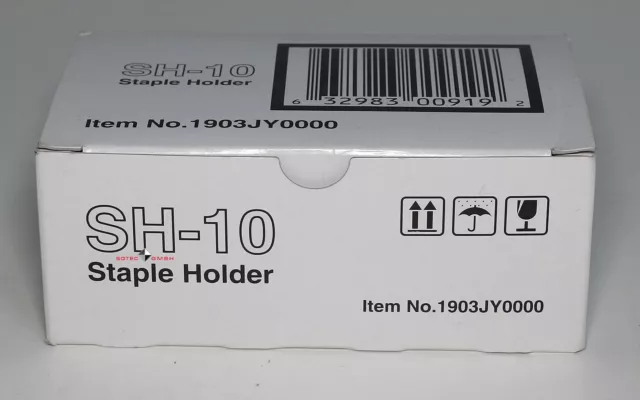 SH-10
Staple Holder
6 32983 00919 2
Item No.1903JY0000
SH-10
GOTEC GMBH
Staple Holder
Item No.1903JY0000